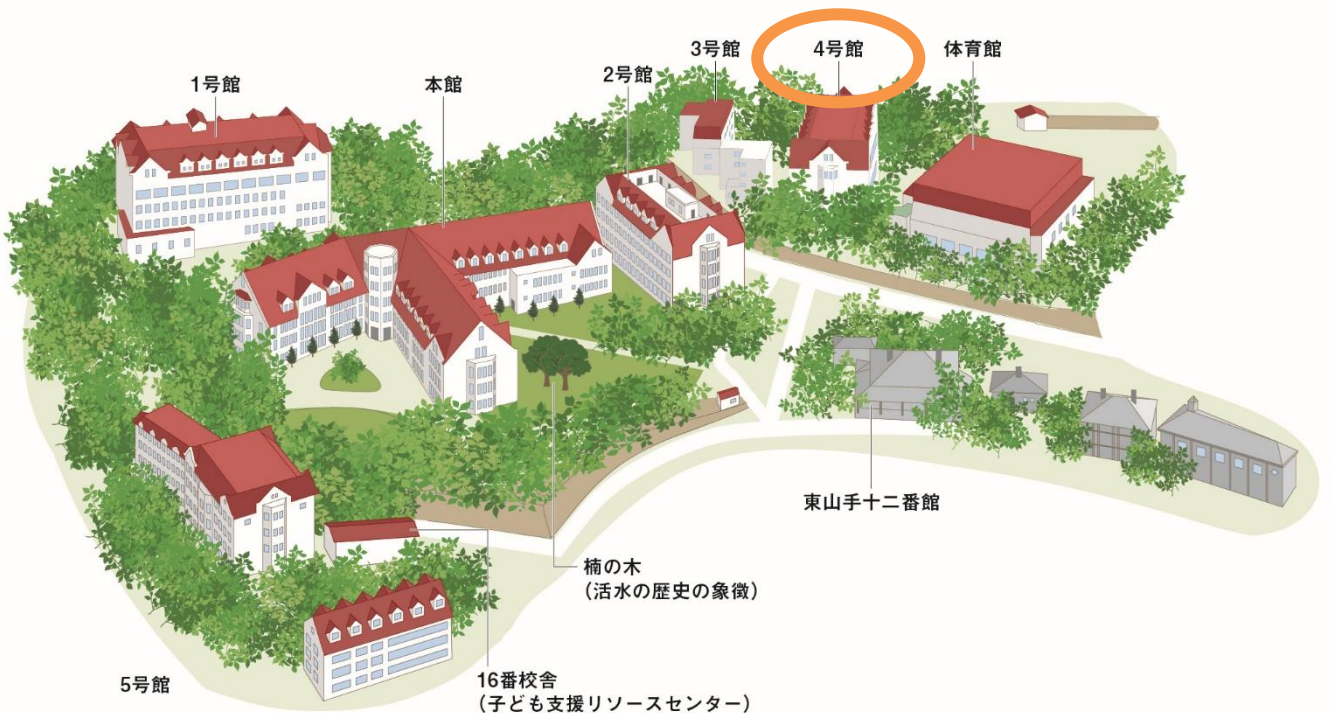 1号館
本館
2号館
3号館
4号館
体育館
東山手十二番館
楠の木
(活水の歴史の象徴)
5号館
16番校舎
(子ども支援リソースセンター)